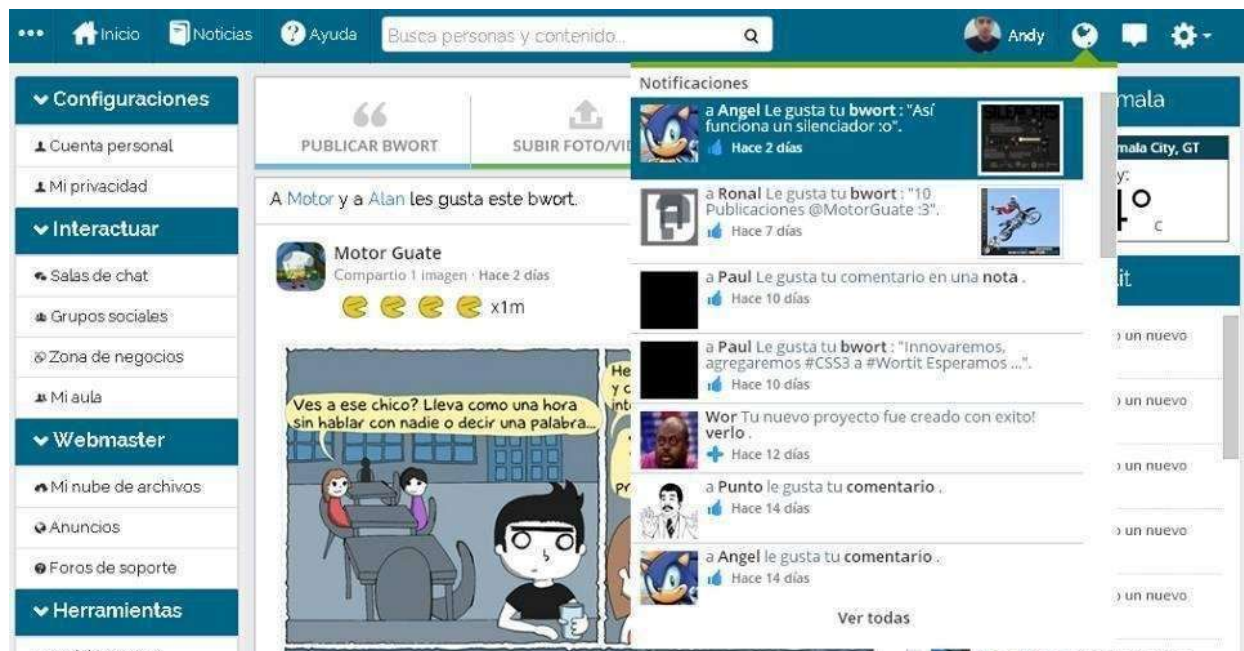 Inicio
Noticias
Ayuda
Busca personas y contenido...
Andy
Configuraciones
Cuenta personal
Mi privacidad
Interactuar
Salas de chat
Grupos sociales
Zona de negocios
Mi aula
Webmaster
Mi nube de archivos
Anuncios
Foros de soporte
Herramientas
PUBLICAR BWORT
SUBIR FOTO/VID
A Motor y a Alan les gusta este bwort.
Motor Guate
Compartio 1 imagen · Hace 2 días
x1m
Ves a ese chico? Lleva como una hora
sin hablar con nadie o decir una palabra...
He
y c
inte
Notificaciones
a Angel Le gusta tu bwort : "Así
funciona un silenciador :o".
Hace 2 días
a Ronal Le gusta tu bwort : "10
Publicaciones @MotorGuate :3".
Hace 7 días
a Paul Le gusta tu comentario en una nota .
Hace 10 días
a Paul Le gusta tu bwort : "Innovaremos,
agregaremos #CSS3 a #Wortit Esperamos ...".
Hace 10 días
Wor Tu nuevo proyecto fue creado con exito!
verlo .
Hace 12 días
a Punto le gusta tu comentario .
Hace 14 días
a Angel le gusta tu comentario .
Hace 14 días
Ver todas
mala
mala City, GT
y:
C
it
o un nuevo
o un nuevo
o un nuevo
o un nuevo
o un nuevo